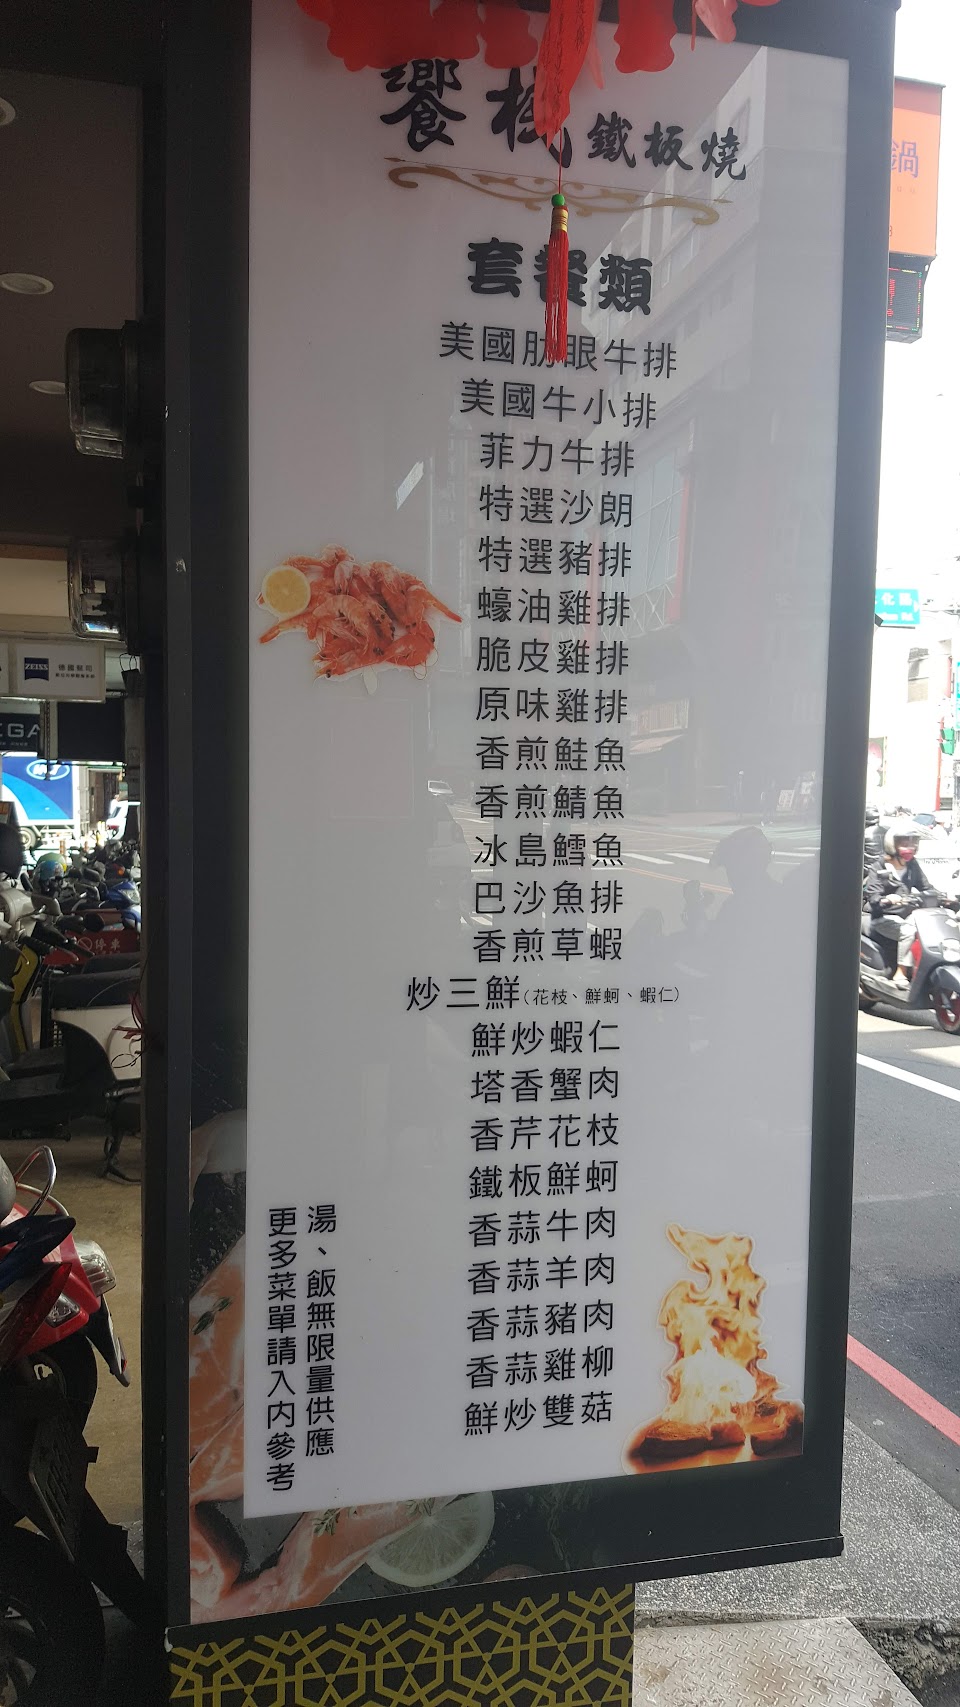 饗 鐵板燒
套餐類
美國肋眼牛排
美國牛小排
菲力牛排
特選沙朗
特選豬排
蠔油雞排
脆皮雞排
原味雞排
香煎鮭魚
香煎鯖魚
冰島鱈魚
巴沙魚排
香煎草蝦
炒三鮮(花枝、鮮蚵、蝦仁)
鮮炒蝦仁
塔香蟹肉
香芹花枝
鐵板鮮蚵
香蒜牛肉
香蒜羊肉
香蒜豬肉
香蒜雞柳
鮮炒雙菇
湯、飯無限量供應
更多菜單請入內參考
鍋
ZEISS
停車